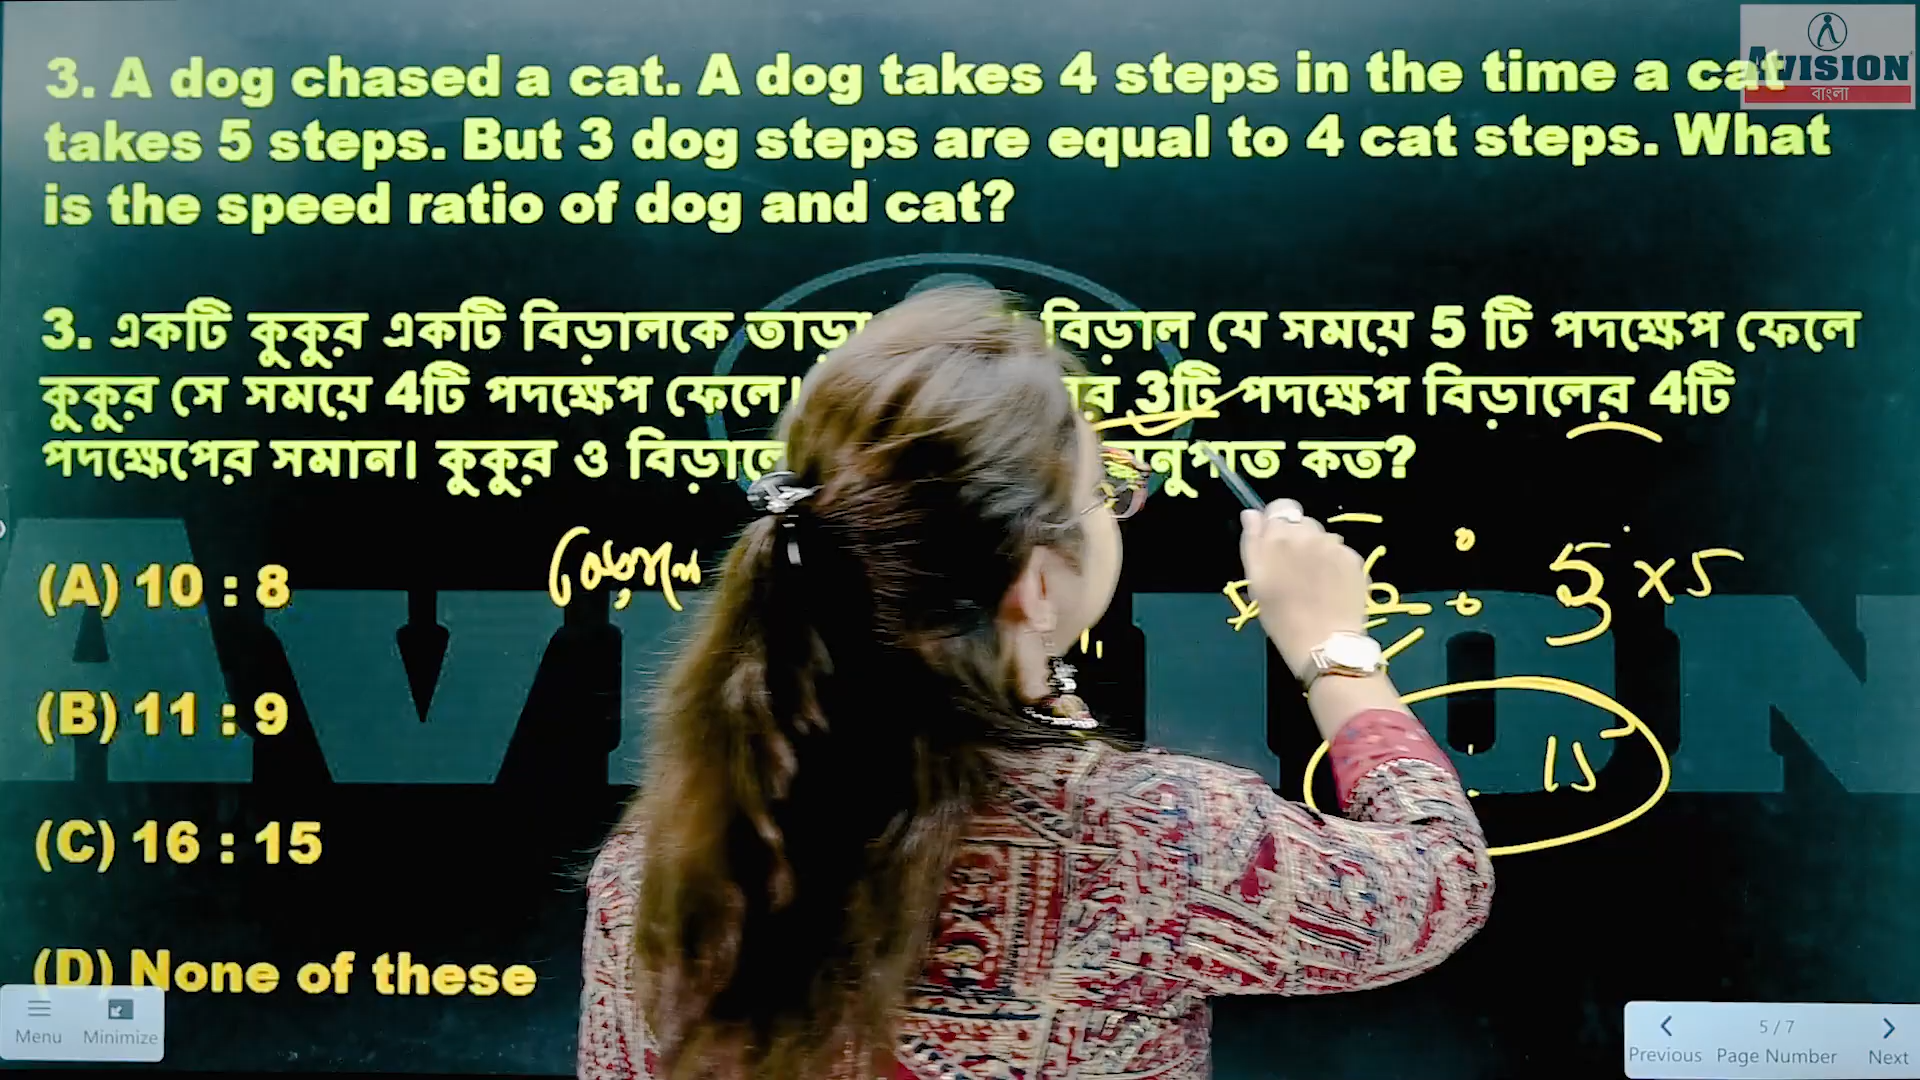 3. A dog chased a cat. A dog takes 4 steps in the time a cat
takes 5 steps. But 3 dog steps are equal to 4 cat steps. What
is the speed ratio of dog and cat?
AVISION
বাংলা
3. একটি কুকুর একটি বিড়ালকে বিড়াল যে সময়ে 5 টি পদক্ষেপ ফেলে
কুকুর সে সময়ে 4টি পদক্ষেপ ফেলে। 3টি পদক্ষেপ বিড়ালের 4টি
পদক্ষেপের সমান। কুকুর ও কত?
(A) 10 : 8
(B) 11 : 9
(C) 16 : 15
(D) None of these
× 5
: 15
Menu Minimize
5 / 7
Previous Page Number Next